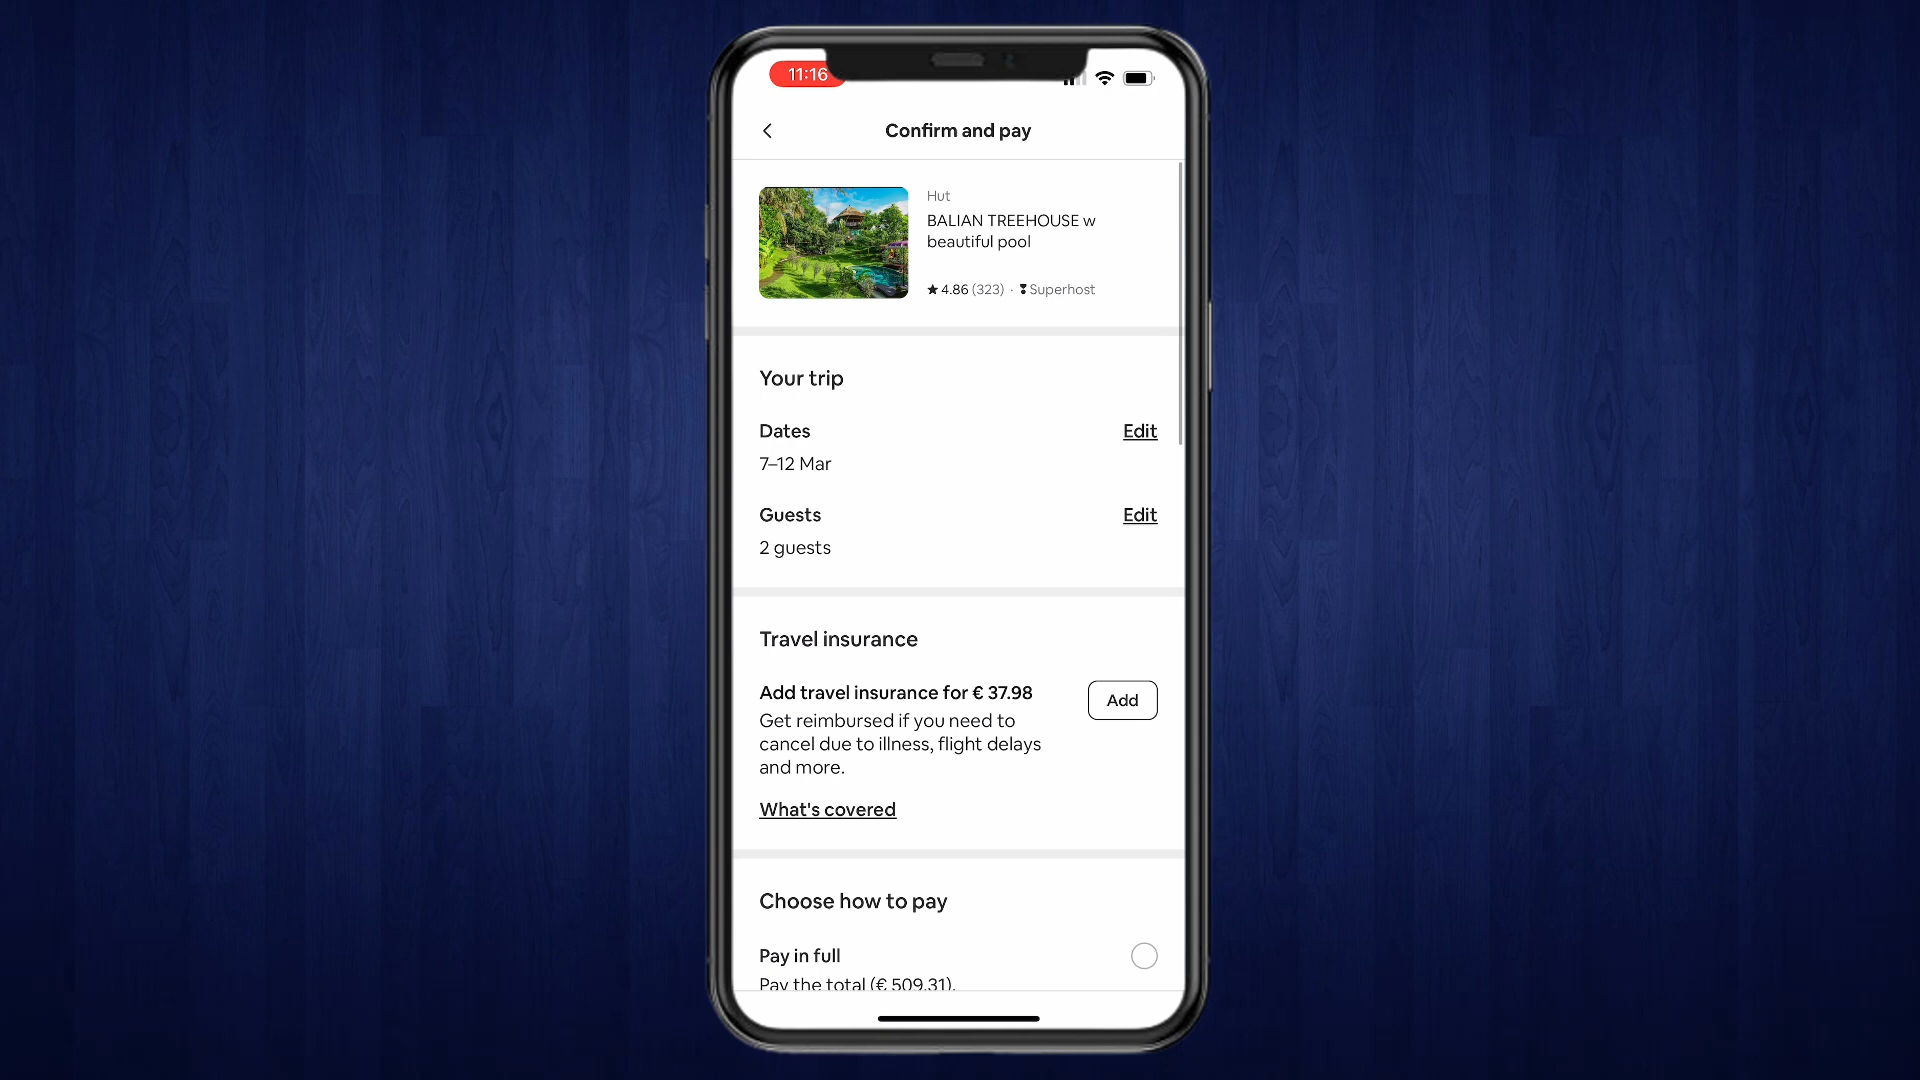 11:16
Confirm and pay
Hut
BALIAN TREEHOUSE w
beautiful pool
4.86 (323) · Superhost
Your trip
Dates
Edit
7–12 Mar
Guests
Edit
2 guests
Travel insurance
Add travel insurance for € 37.98
Add
Get reimbursed if you need to
cancel due to illness, flight delays
and more.
What's covered
Choose how to pay
Pay in full
Pay the total (€ 509.31).